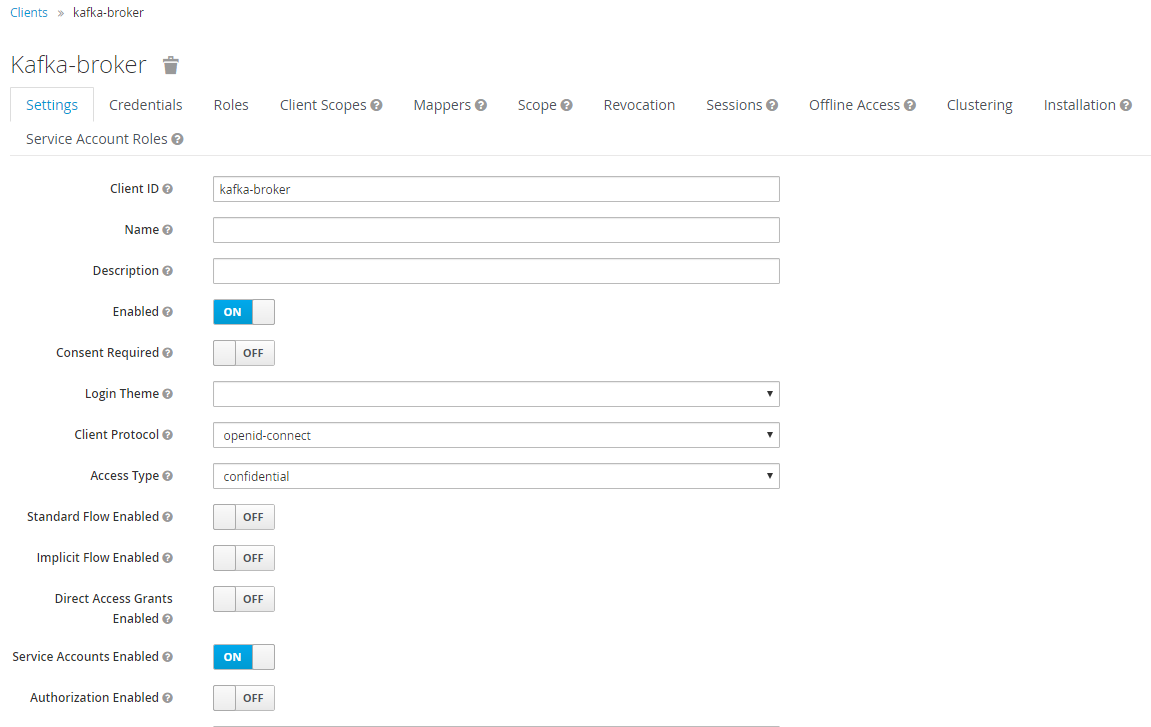 Clients » kafka-broker
Kafka-broker
Settings Credentials Roles Client Scopes Mappers Scope Revocation Sessions Offline Access Clustering Installation
Service Account Roles
Client ID kafka-broker
Name
Description
Enabled ON
Consent Required OFF
Login Theme
Client Protocol openid-connect
Access Type confidential
Standard Flow Enabled OFF
Implicit Flow Enabled OFF
Direct Access Grants OFF
Enabled
Service Accounts Enabled ON
Authorization Enabled OFF